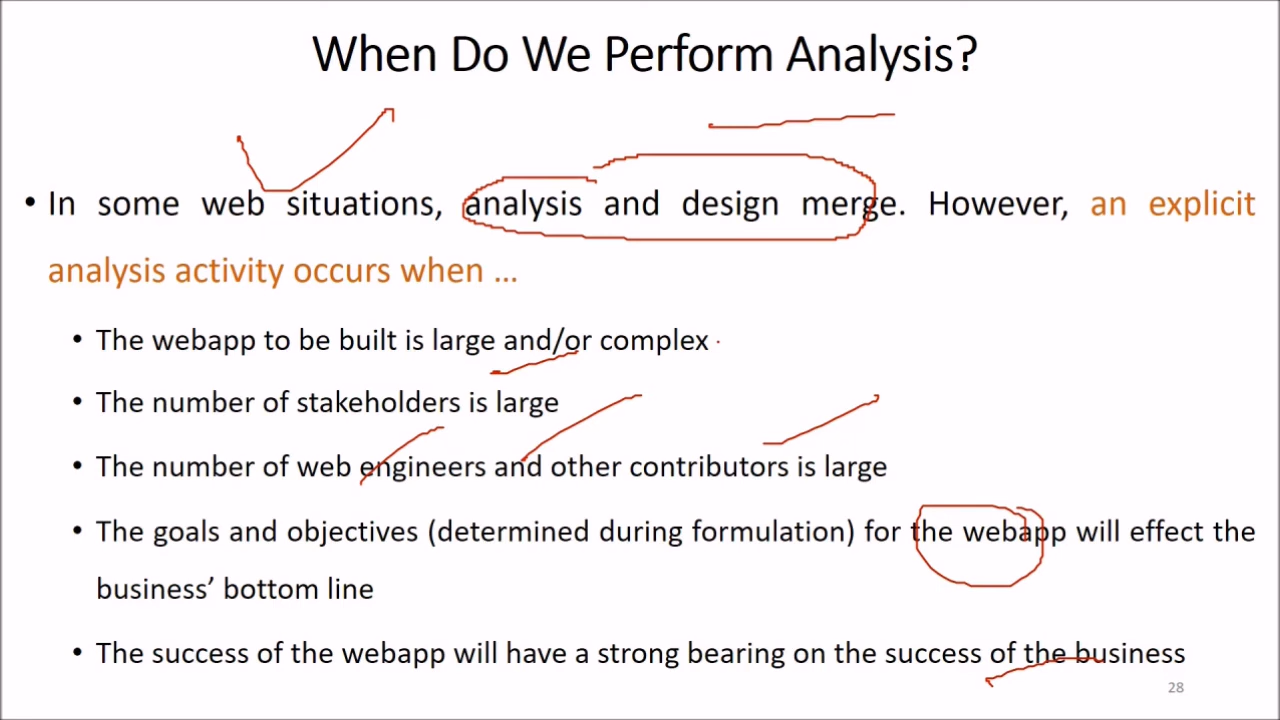 When Do We Perform Analysis?
• In some web situations, analysis and design merge. However, an explicit
analysis activity occurs when ...
• The webapp to be built is large and/or complex
• The number of stakeholders is large
• The number of web engineers and other contributors is large
• The goals and objectives (determined during formulation) for the webapp will effect the
business’ bottom line
• The success of the webapp will have a strong bearing on the success of the business
28